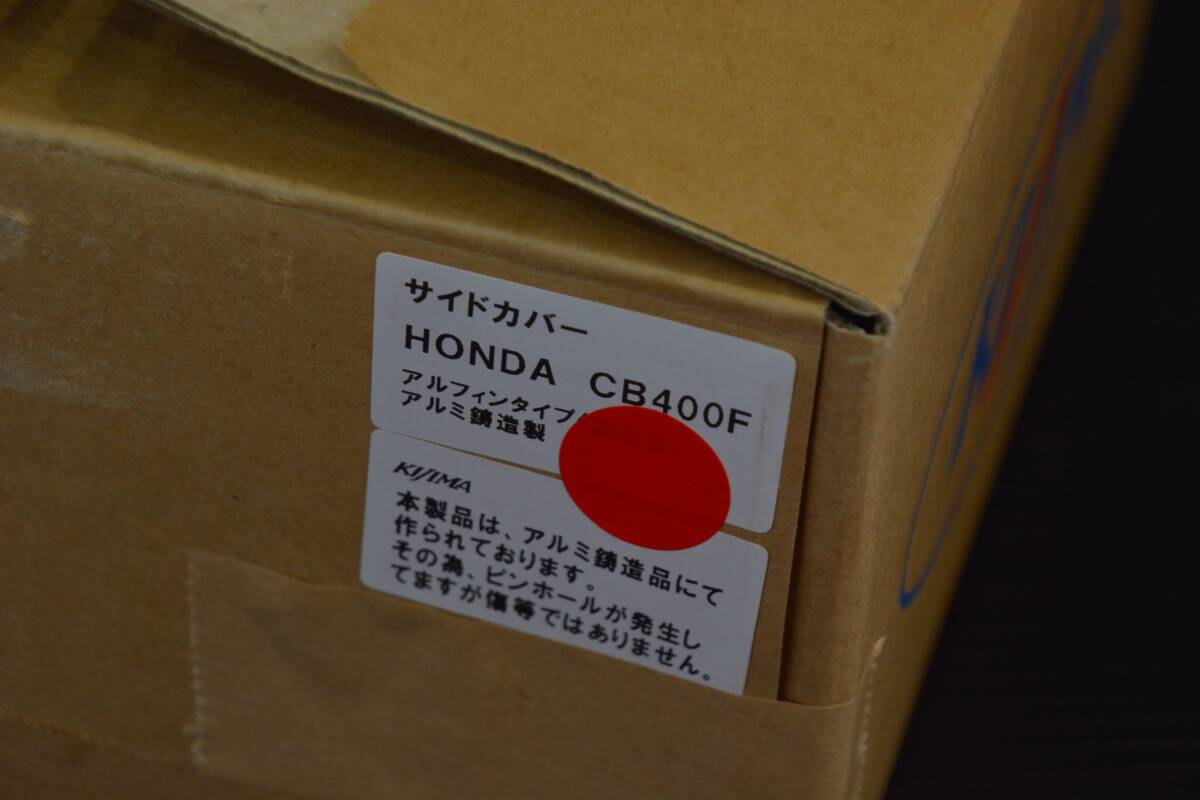 サイドカバー
HONDA CB400F
アルフィンタイプ
アルミ鋳造製
KIJIMA
本製品は、アルミ鋳造品にて
作られております。
その為、ピンホールが発生し
てますが傷等ではありません。